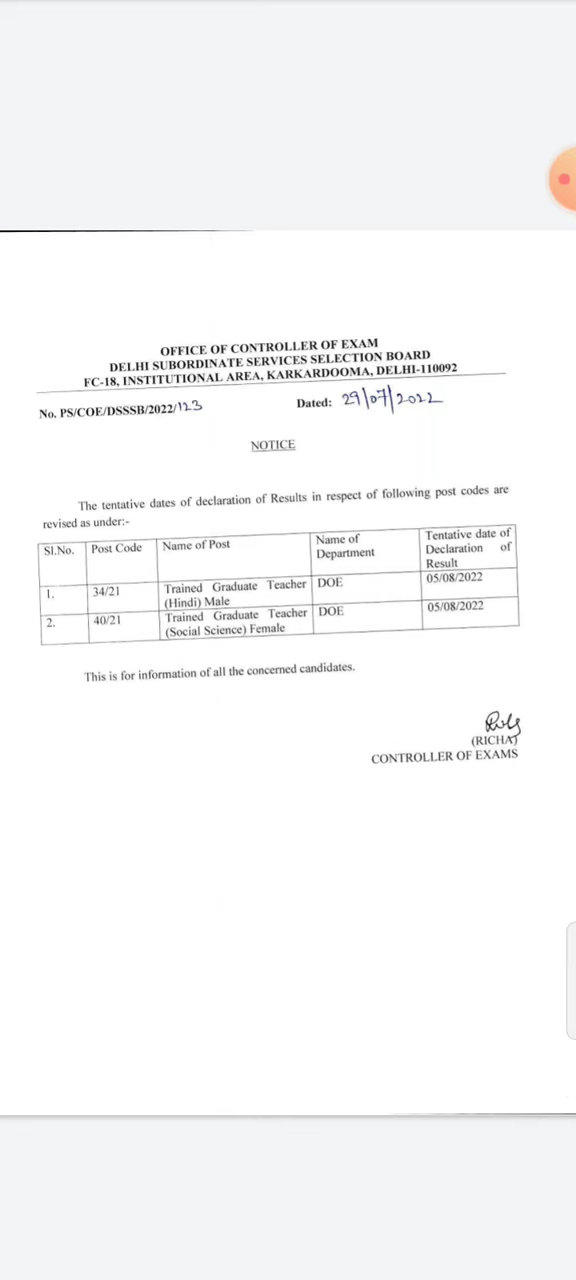 OFFICE OF CONTROLLER OF EXAM
DELHI SUBORDINATE SERVICES SELECTION BOARD
FC-18, INSTITUTIONAL AREA, KARKARDOOMA, DELHI-110092
No. PS/COE/DSSSB/2022/123 Dated: 29/07/2022
NOTICE
The tentative dates of declaration of Results in respect of following post codes are
revised as under:-
Sl.No. Post Code Name of Post Name of Department Tentative date of Declaration of Result
1. 34/21 Trained Graduate Teacher (Hindi) Male DOE 05/08/2022
2. 40/21 Trained Graduate Teacher (Social Science) Female DOE 05/08/2022
This is for information of all the concerned candidates.
(RICHA)
CONTROLLER OF EXAMS